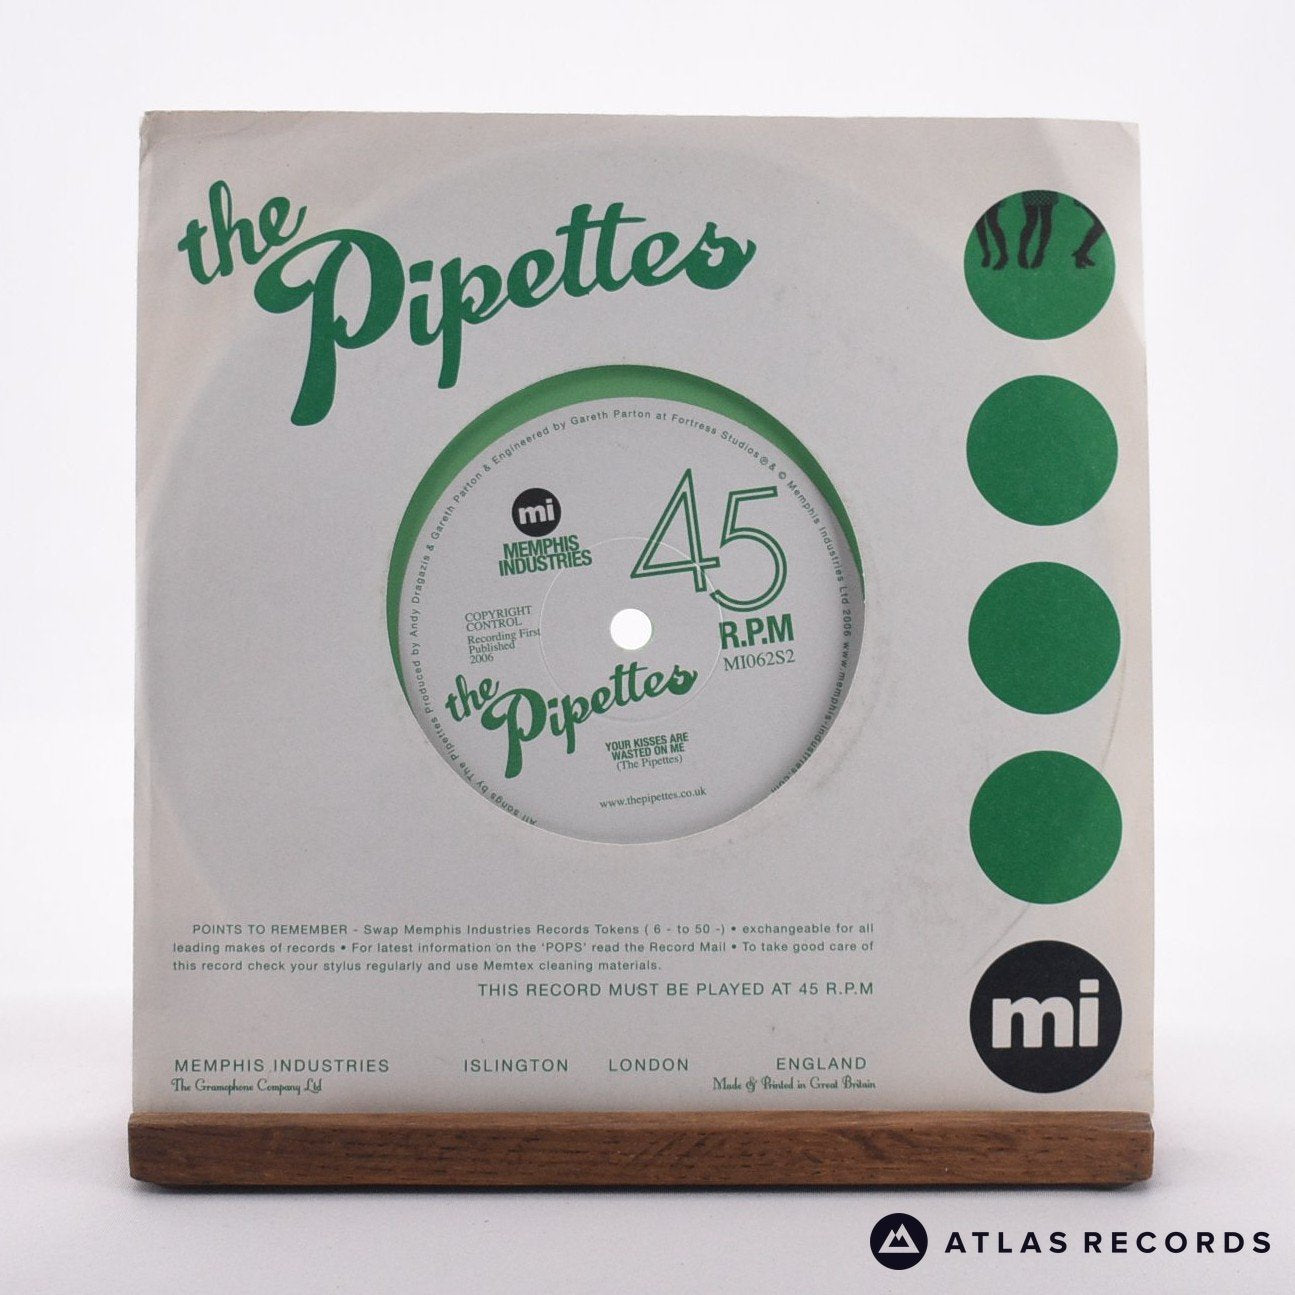 the
Pipettes
All songs by The Pipettes Produced by Andy Dragazis & Gareth Parton & Engineered by Gareth Parton at Fortress Studios ℗ & © Memphis Industries Ltd 2006 www.memphis-industries.com
mi
MEMPHIS
INDUSTRIES
45
R.P.M
MI062S2
COPYRIGHT
CONTROL
Recording First
Published
2006
the
Pipettes
YOUR KISSES ARE
WASTED ON ME
(The Pipettes)
www.thepipettes.co.uk
POINTS TO REMEMBER - Swap Memphis Industries Records Tokens ( 6 - to 50 -) • exchangeable for all
leading makes of records • For latest information on the ‘POPS’ read the Record Mail • To take good care of
this record check your stylus regularly and use Memtex cleaning materials.
THIS RECORD MUST BE PLAYED AT 45 R.P.M
mi
MEMPHIS INDUSTRIES ISLINGTON LONDON ENGLAND
The Gramophone Company Ltd Made & Printed in Great Britain
ATLAS RECORDS